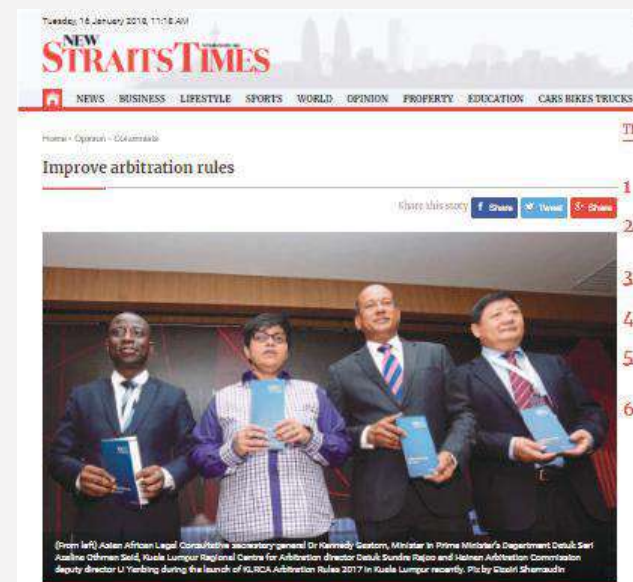 Tuesday, 16 January 2018, 11:18 AM
NEW
STRAITS TIMES
NEWS BUSINESS LIFESTYLE SPORTS WORLD OPINION PROPERTY EDUCATION CARS BIKES TRUCKS
Home › Opinion › Columnists
Improve arbitration rules
Share this story f Share Tweet Share
1
2
3
4
5
6
(From left) Asian African Legal Consultative secretary-general Dr Kennedy Gastorn, Minister in Prime Minister's Department Datuk Seri
Azalina Othman Said, Kuala Lumpur Regional Centre for Arbitration director Datuk Sundra Rajoo and Hainan Arbitration Commission
deputy director Li Yanbing during the launch of KLRCA Arbitration Rules 2017 in Kuala Lumpur recently. Pix by